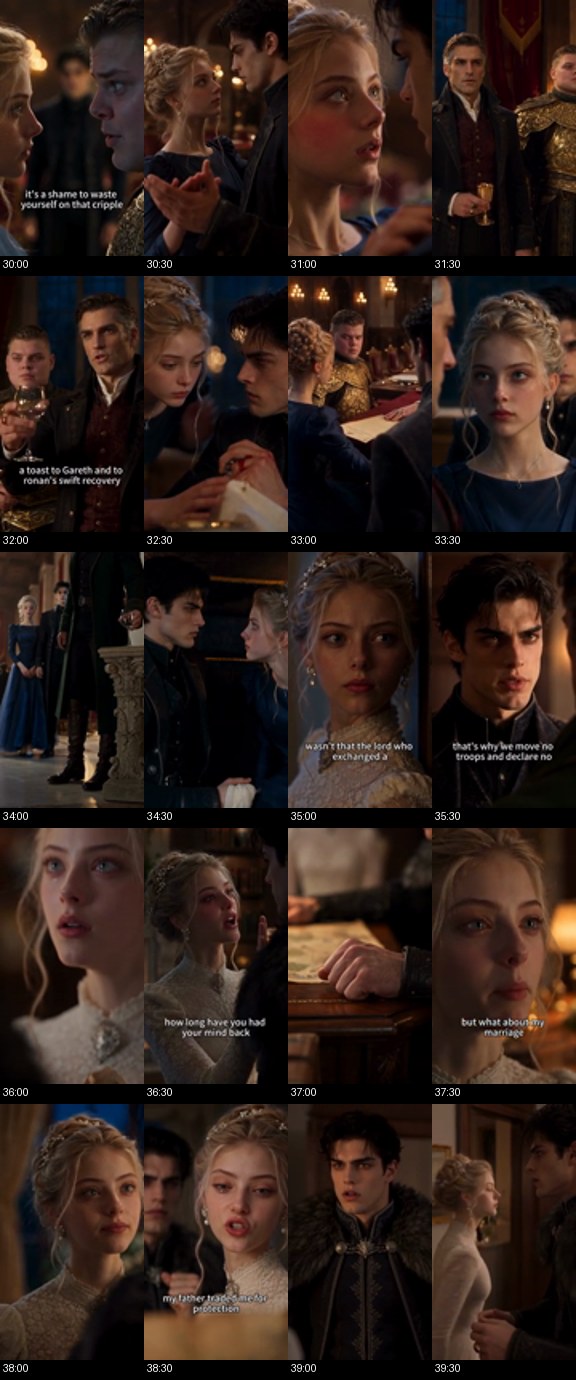 it's a shame to waste
yourself on that cripple
30:00
30:30
31:00
31:30
a toast to Gareth and to
ronan's swift recovery
32:00
32:30
33:00
33:30
34:00
34:30
wasn't that the lord who
exchanged a
35:00
that's why we move no
troops and declare no
35:30
36:00
how long have you had
your mind back
36:30
37:00
but what about my
marriage
37:30
38:00
my father traded me for
protection
38:30
39:00
39:30